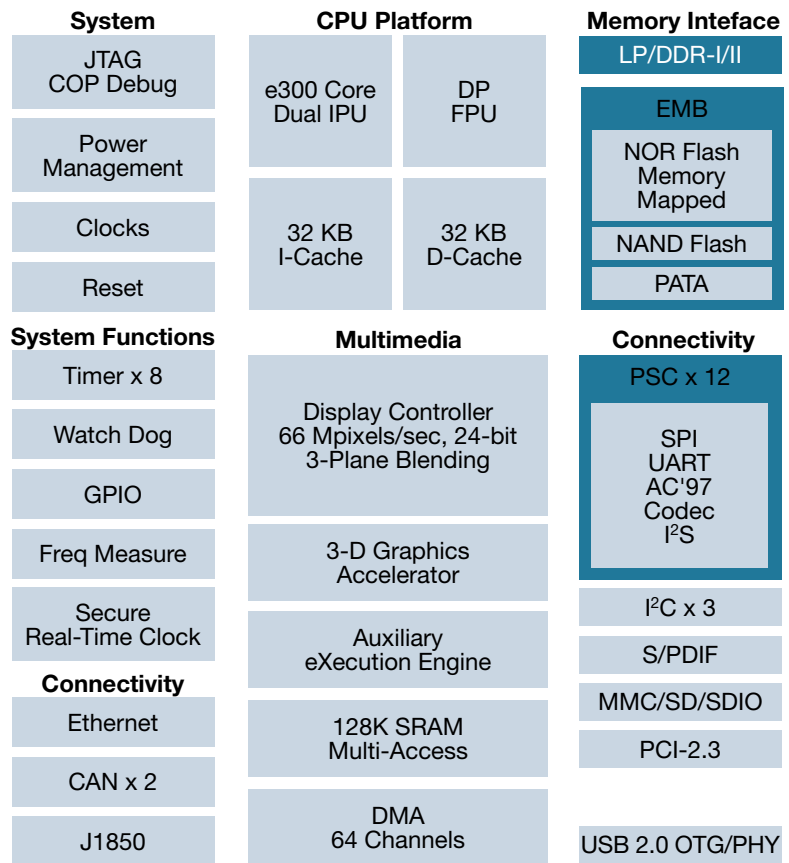 System
JTAG
COP Debug
Power
Management
Clocks
Reset
CPU Platform
e300 Core
Dual IPU
DP
FPU
32 KB
I-Cache
32 KB
D-Cache
Memory Inteface
LP/DDR-I/II
EMB
NOR Flash
Memory
Mapped
NAND Flash
PATA
System Functions
Timer x 8
Watch Dog
GPIO
Freq Measure
Secure
Real-Time Clock
Connectivity
Ethernet
CAN x 2
J1850
Multimedia
Display Controller
66 Mpixels/sec, 24-bit
3-Plane Blending
3-D Graphics
Accelerator
Auxiliary
eXecution Engine
128K SRAM
Multi-Access
DMA
64 Channels
Connectivity
PSC x 12
SPI
UART
AC'97
Codec
I²S
I²C x 3
S/PDIF
MMC/SD/SDIO
PCI-2.3
USB 2.0 OTG/PHY